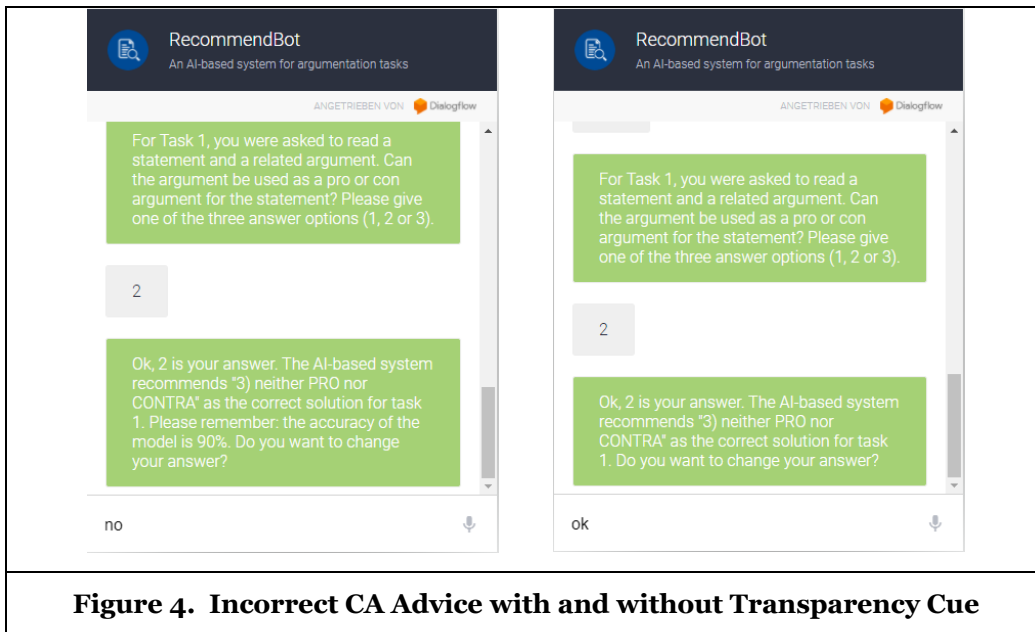 RecommendBot
An AI-based system for argumentation tasks
ANGETRIEBEN VON Dialogflow
For Task 1, you were asked to read a
statement and a related argument. Can
the argument be used as a pro or con
argument for the statement? Please give
one of the three answer options (1, 2 or 3).
2
Ok, 2 is your answer. The AI-based system
recommends "3) neither PRO nor
CONTRA" as the correct solution for task
1. Please remember: the accuracy of the
model is 90%. Do you want to change
your answer?
no
RecommendBot
An AI-based system for argumentation tasks
ANGETRIEBEN VON Dialogflow
For Task 1, you were asked to read a
statement and a related argument. Can
the argument be used as a pro or con
argument for the statement? Please give
one of the three answer options (1, 2 or 3).
2
Ok, 2 is your answer. The AI-based system
recommends "3) neither PRO nor
CONTRA" as the correct solution for task
1. Do you want to change your answer?
ok
Figure 4. Incorrect CA Advice with and without Transparency Cue